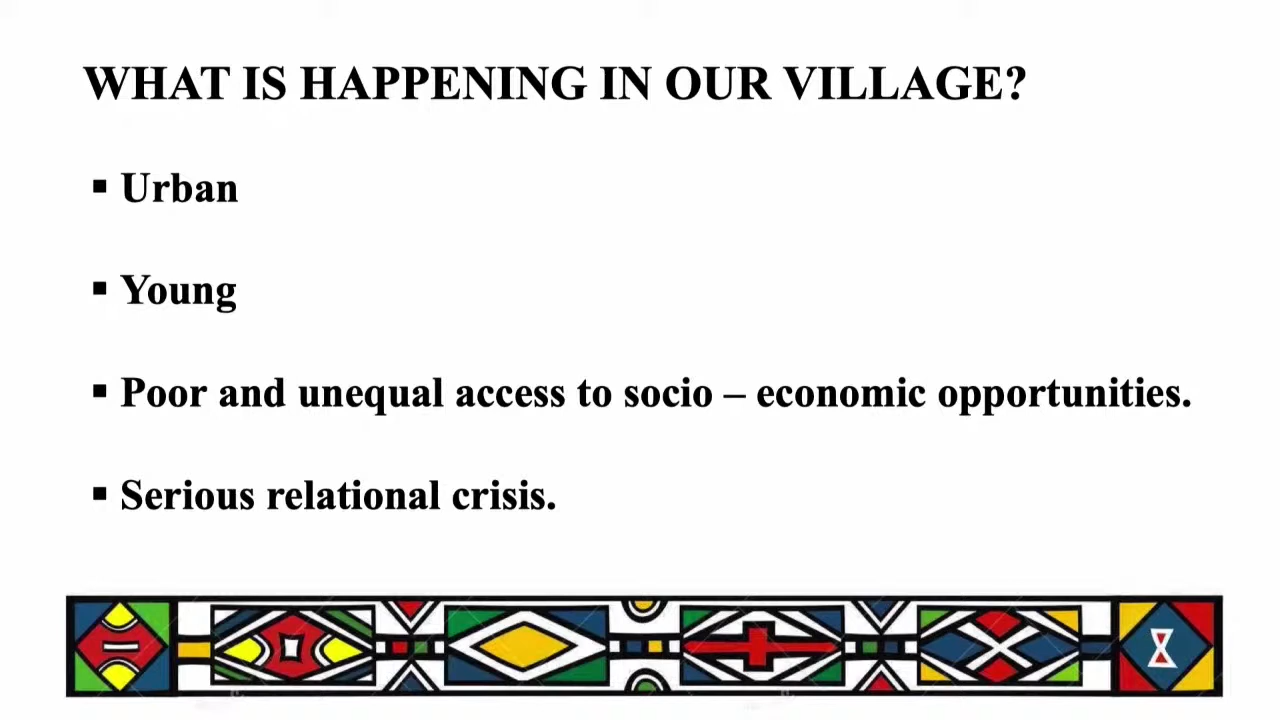 WHAT IS HAPPENING IN OUR VILLAGE?
▪ Urban
▪ Young
▪ Poor and unequal access to socio – economic opportunities.
▪ Serious relational crisis.